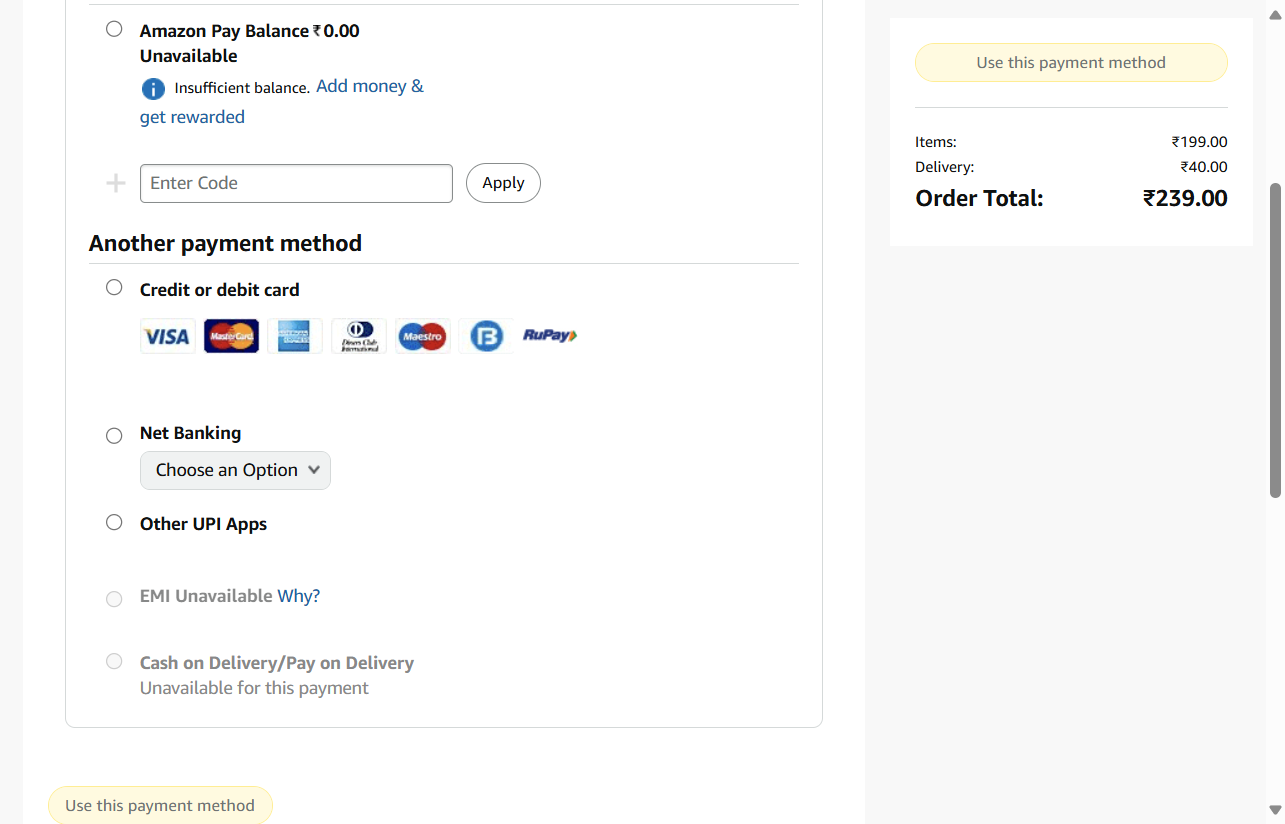 Amazon Pay Balance ₹0.00
Unavailable
Insufficient balance. Add money &
get rewarded
Enter Code
Apply
Another payment method
Credit or debit card
VISA MasterCard AMERICAN EXPRESS Diners Club International Maestro B RuPay
Net Banking
Choose an Option
Other UPI Apps
EMI Unavailable Why?
Cash on Delivery/Pay on Delivery
Unavailable for this payment
Use this payment method
Use this payment method
Items: ₹199.00
Delivery: ₹40.00
Order Total: ₹239.00